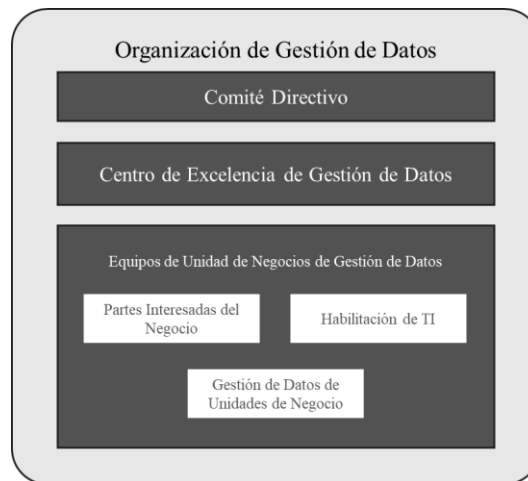 Organización de Gestión de Datos
Comité Directivo
Centro de Excelencia de Gestión de Datos
Equipos de Unidad de Negocios de Gestión de Datos
Partes Interesadas del
Negocio
Habilitación de TI
Gestión de Datos de
Unidades de Negocio